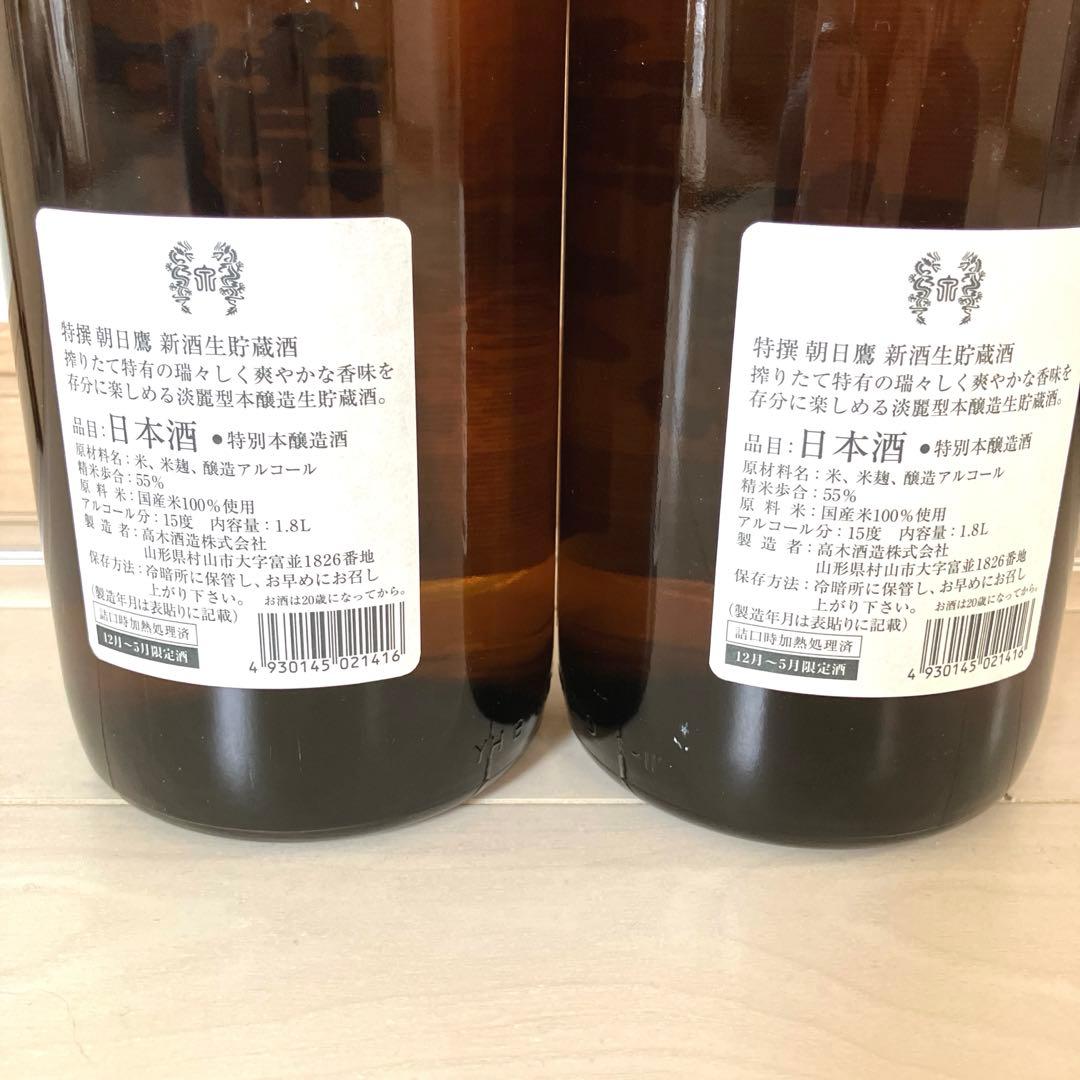 特撰 朝日鷹 新酒生貯蔵酒
搾りたて特有の瑞々しく爽やかな香味を
存分に楽しめる淡麗型本醸造生貯蔵酒。
品目：日本酒 ●特別本醸造酒
原材料名：米、米麹、醸造アルコール
精米歩合：55%
原料米：国産米100%使用
アルコール分：15度 内容量：1.8L
製造者：高木酒造株式会社
山形県村山市大字富並1826番地
保存方法：冷暗所に保管し、お早めにお召し
上がり下さい。 お酒は20歳になってから。
(製造年月は表貼りに記載)
詰口時加熱処理済
12月〜5月限定酒
4 930145 021416
特撰 朝日鷹 新酒生貯蔵酒
搾りたて特有の瑞々しく爽やかな香味を
存分に楽しめる淡麗型本醸造生貯蔵酒。
品目：日本酒 ●特別本醸造酒
原材料名：米、米麹、醸造アルコール
精米歩合：55%
原料米：国産米100%使用
アルコール分：15度 内容量：1.8L
製造者：高木酒造株式会社
山形県村山市大字富並1826番地
保存方法：冷暗所に保管し、お早めにお召し
上がり下さい。 お酒は20歳になってから。
(製造年月は表貼りに記載)
詰口時加熱処理済
12月〜5月限定酒
4 930145 021416